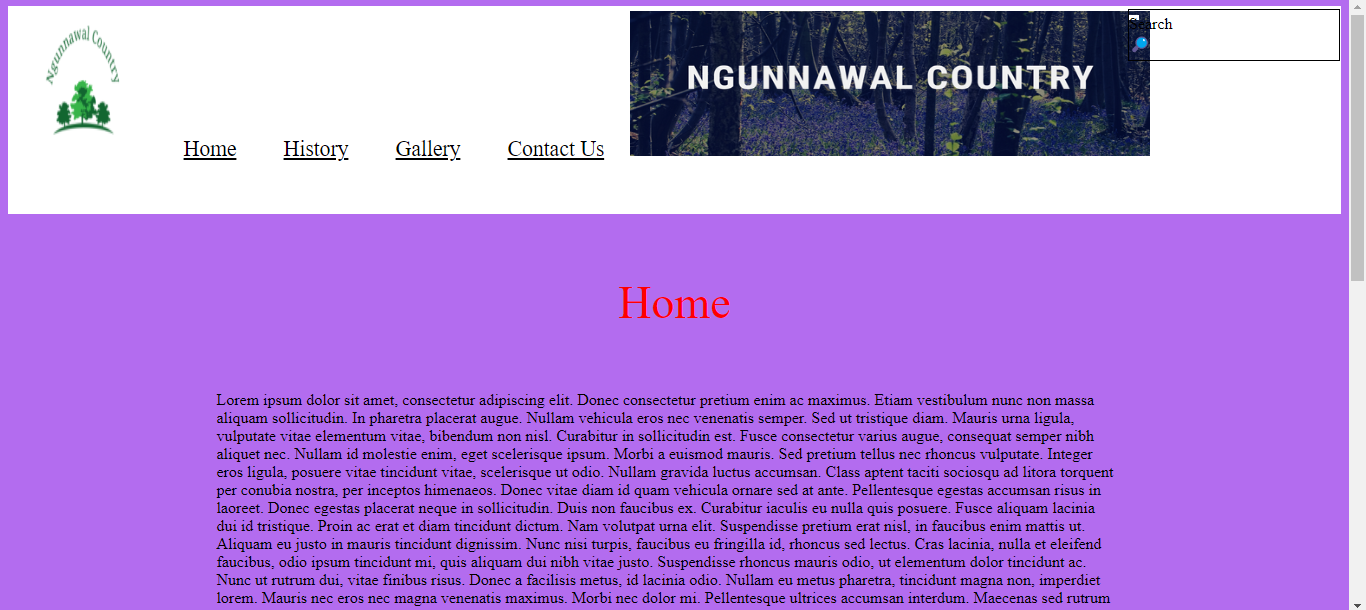 Ngunnawal Country
NGUNNAWAL COUNTRY
Search
Home History Gallery Contact Us
Home
Lorem ipsum dolor sit amet, consectetur adipiscing elit. Donec consectetur pretium enim ac maximus. Etiam vestibulum nunc non massa
aliquam sollicitudin. In pharetra placerat augue. Nullam vehicula eros nec venenatis semper. Sed ut tristique diam. Mauris urna ligula,
vulputate vitae elementum vitae, bibendum non nisl. Curabitur in sollicitudin est. Fusce consectetur varius augue, consequat semper nibh
aliquet nec. Nullam id molestie enim, eget scelerisque ipsum. Morbi a euismod mauris. Sed pretium tellus nec rhoncus vulputate. Integer
eros ligula, posuere vitae tincidunt vitae, scelerisque ut odio. Nullam gravida luctus accumsan. Class aptent taciti sociosqu ad litora torquent
per conubia nostra, per inceptos himenaeos. Donec vitae diam id quam vehicula ornare sed at ante. Pellentesque egestas accumsan risus in
laoreet. Donec egestas placerat neque in sollicitudin. Duis non faucibus ex. Curabitur iaculis eu nulla quis posuere. Fusce aliquam lacinia
dui id tristique. Proin ac erat et diam tincidunt dictum. Nam volutpat urna elit. Suspendisse pretium erat nisl, in faucibus enim mattis ut.
Aliquam eu justo in mauris tincidunt dignissim. Nunc nisi turpis, faucibus eu fringilla id, rhoncus sed lectus. Cras lacinia, nulla et eleifend
faucibus, odio ipsum tincidunt mi, quis aliquam dui nibh vitae justo. Suspendisse rhoncus mauris odio, ut elementum dolor tincidunt ac.
Nunc ut rutrum dui, vitae finibus risus. Donec a facilisis metus, id lacinia odio. Nullam eu metus pharetra, tincidunt magna non, imperdiet
lorem. Mauris nec eros nec magna venenatis maximus. Morbi nec dolor mi. Pellentesque ultrices accumsan interdum. Maecenas sed rutrum